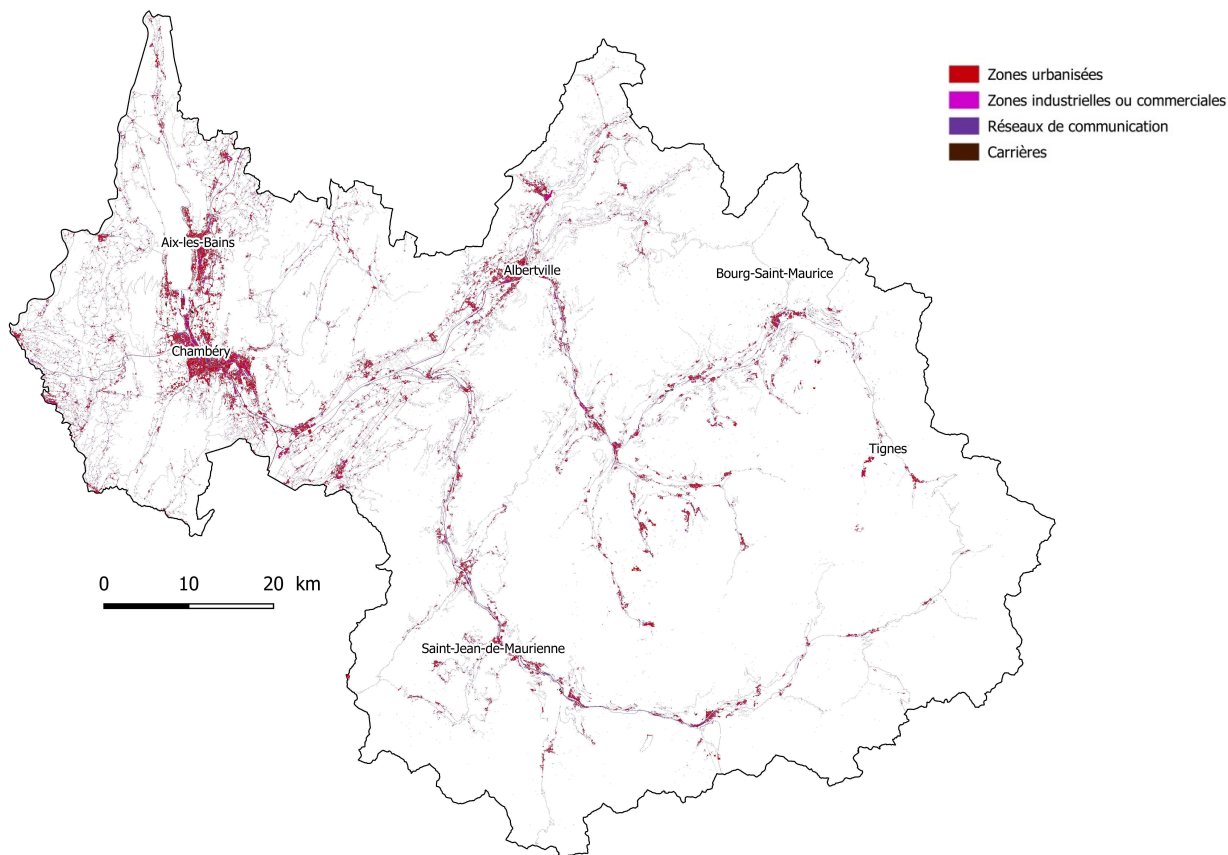 Zones urbanisées
Zones industrielles ou commerciales
Réseaux de communication
Carrières
Aix-les-Bains
Albertville
Bourg-Saint-Maurice
Chambéry
Tignes
0 10 20 km
Saint-Jean-de-Maurienne